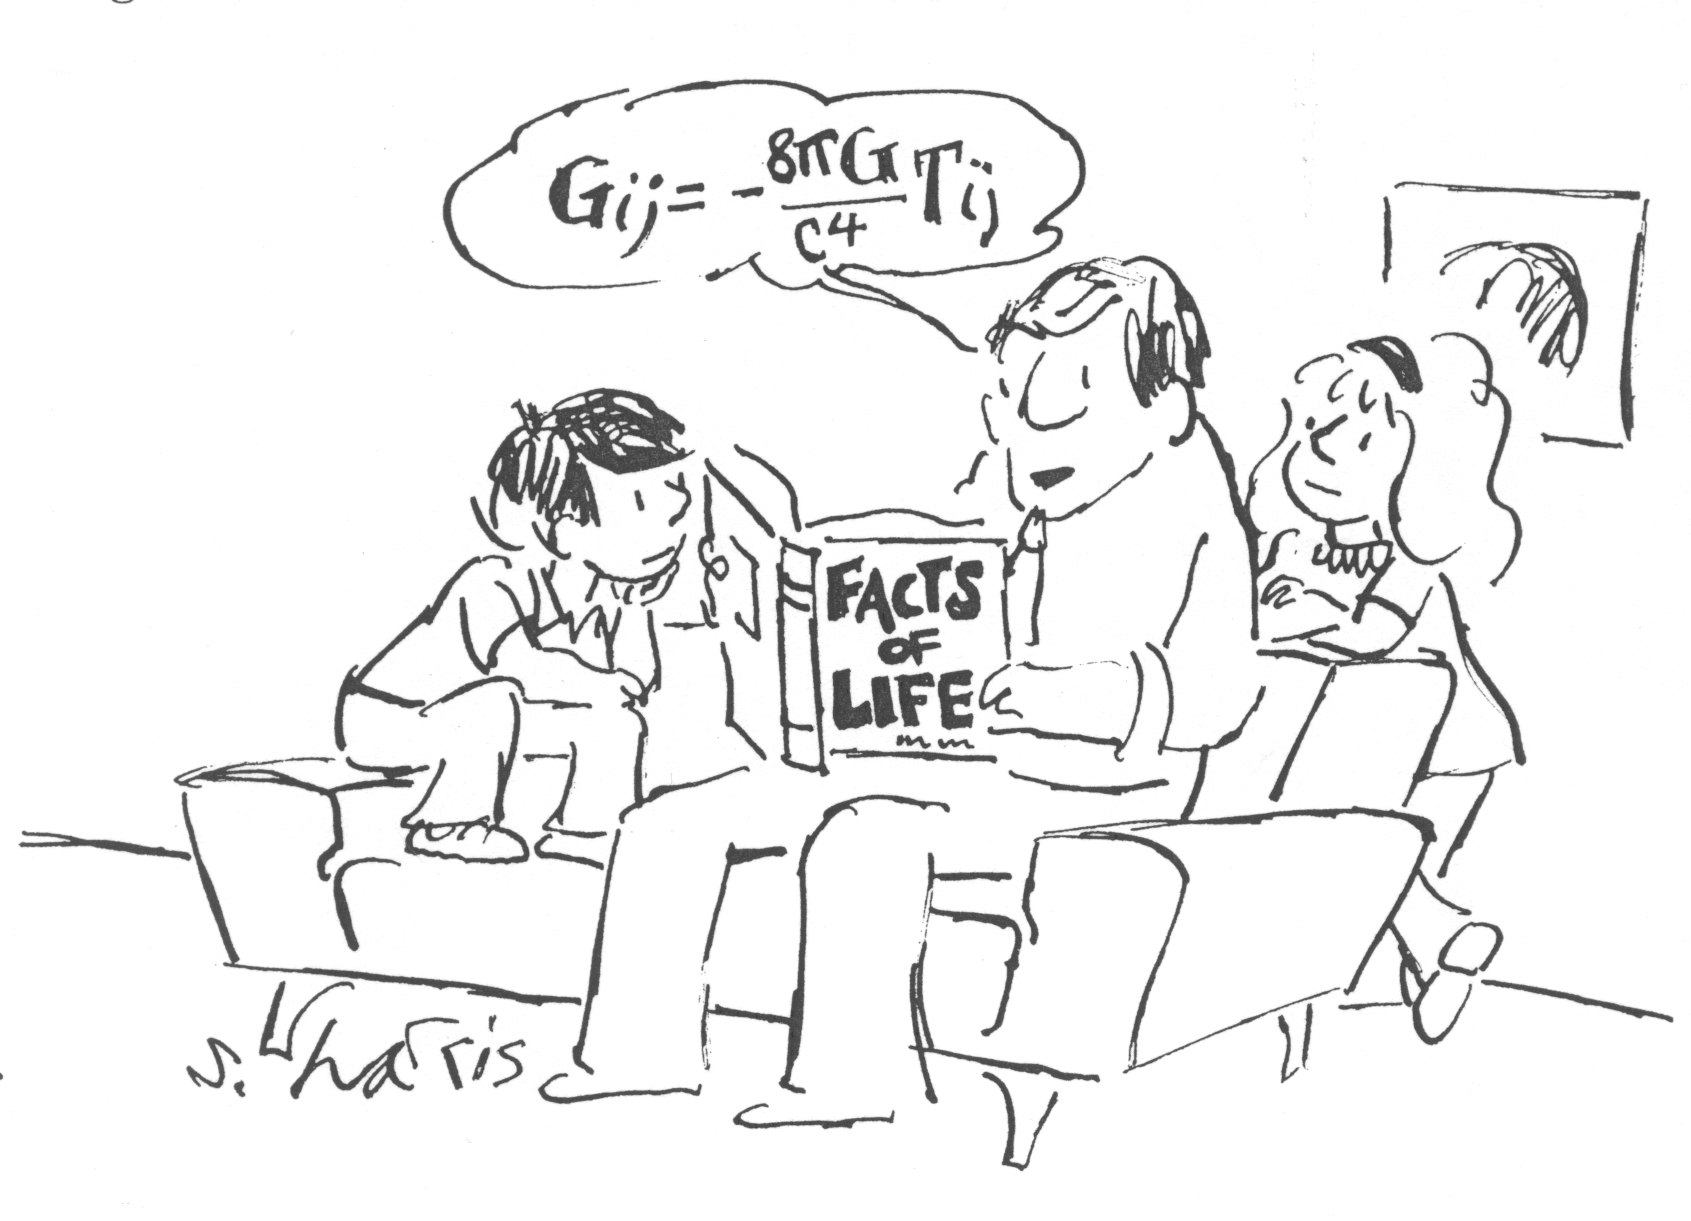 Gij = - 8πG/c⁴ Tij
FACTS
OF
LIFE
s. harris